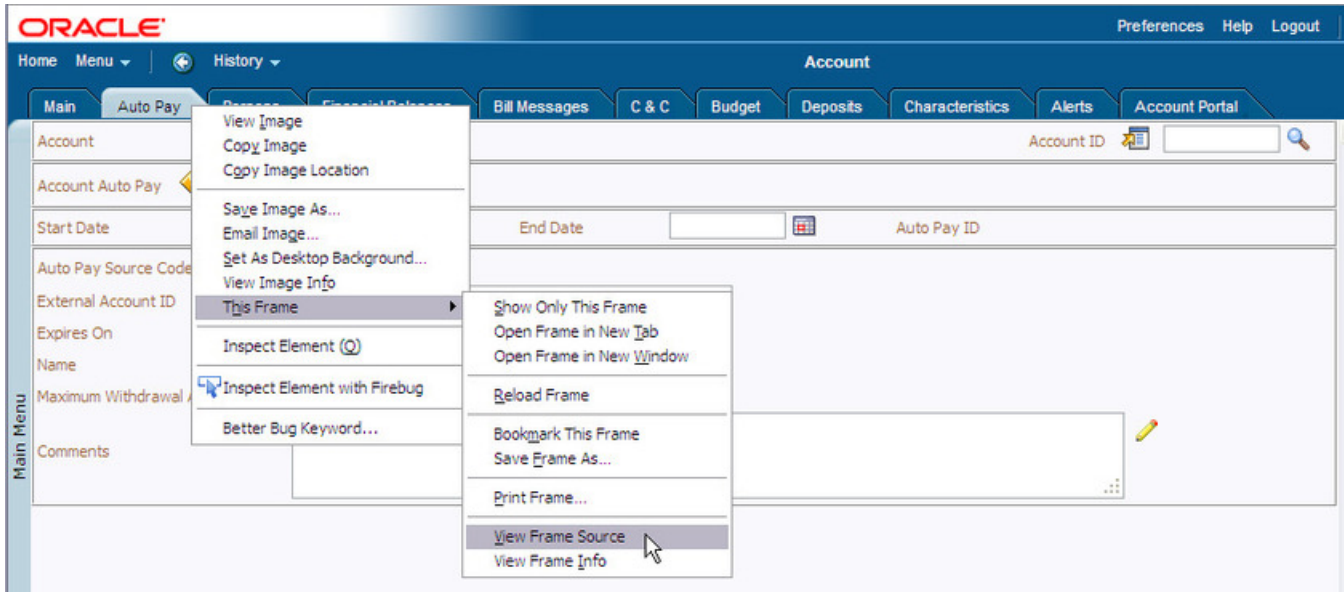 ORACLE
Preferences Help Logout
Home Menu History Account
Main Auto Pay Bill Messages C & C Budget Deposits Characteristics Alerts Account Portal
Account
Account ID
Account Auto Pay
Start Date
End Date
Auto Pay ID
Auto Pay Source Code
External Account ID
Expires On
Name
Maximum Withdrawal
Comments
Main Menu
View Image
Copy Image
Copy Image Location
Save Image As...
Email Image...
Set As Desktop Background...
View Image Info
This Frame
Inspect Element (Q)
Inspect Element with Firebug
Better Bug Keyword...
Show Only This Frame
Open Frame in New Tab
Open Frame in New Window
Reload Frame
Bookmark This Frame
Save Frame As...
Print Frame...
View Frame Source
View Frame Info